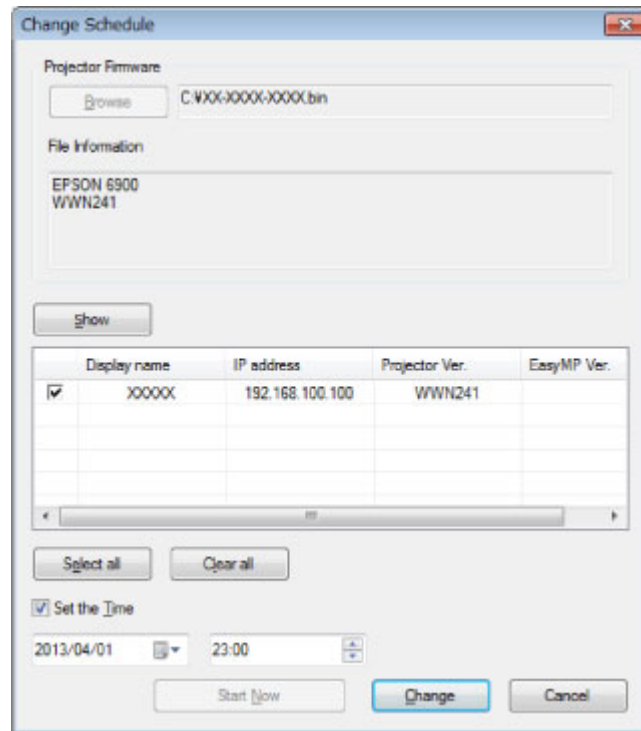 Change Schedule
Projector Firmware
Browse C:¥XX-XXXX-XXXX.bin
File Information
EPSON 6900
WWN241
Show
Display name IP address Projector Ver. EasyMP Ver.
XXXXX 192.168.100.100 WWN241
Select all Clear all
Set the Time
2013/04/01 23:00
Start Now Change Cancel